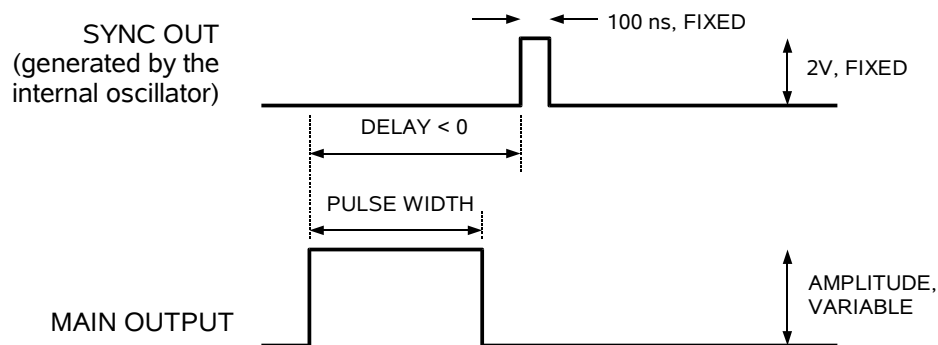 SYNC OUT
(generated by the
internal oscillator)
100 ns, FIXED
2V, FIXED
DELAY < 0
PULSE WIDTH
MAIN OUTPUT
AMPLITUDE,
VARIABLE